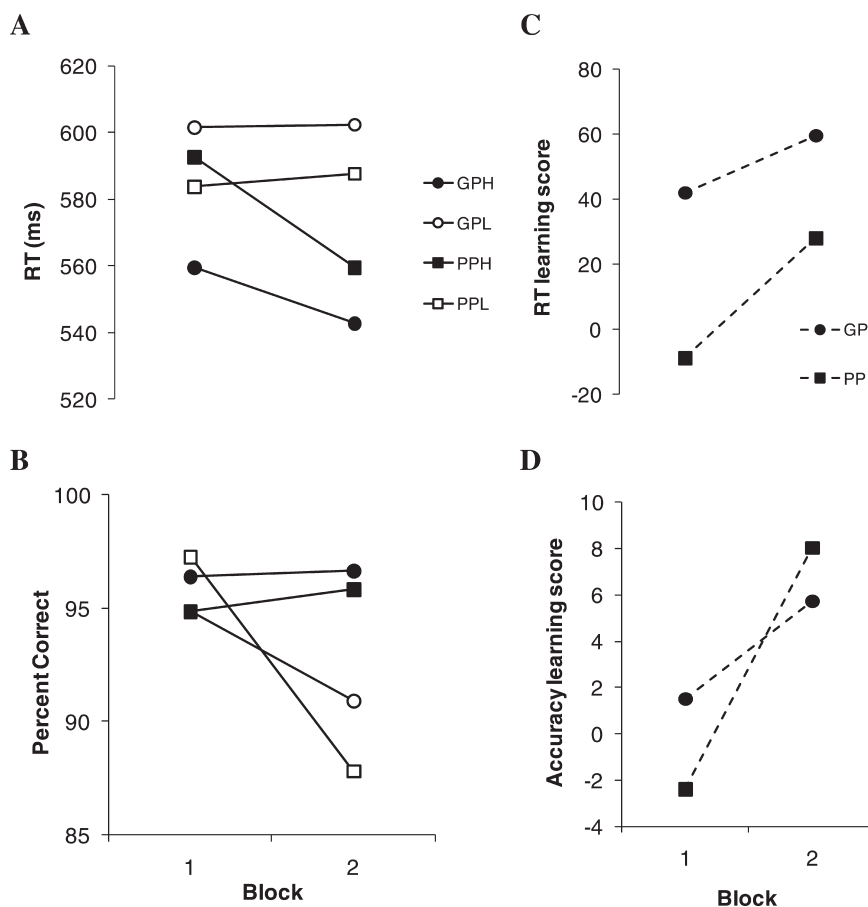 A
620
600
580
560
540
520
RT (ms)
GPH
GPL
PPH
PPL
C
80
60
40
20
0
-20
RT learning score
GP
PP
B
100
95
90
85
Percent Correct
1 2
Block
D
10
8
6
4
2
0
-2
-4
Accuracy learning score
1 2
Block